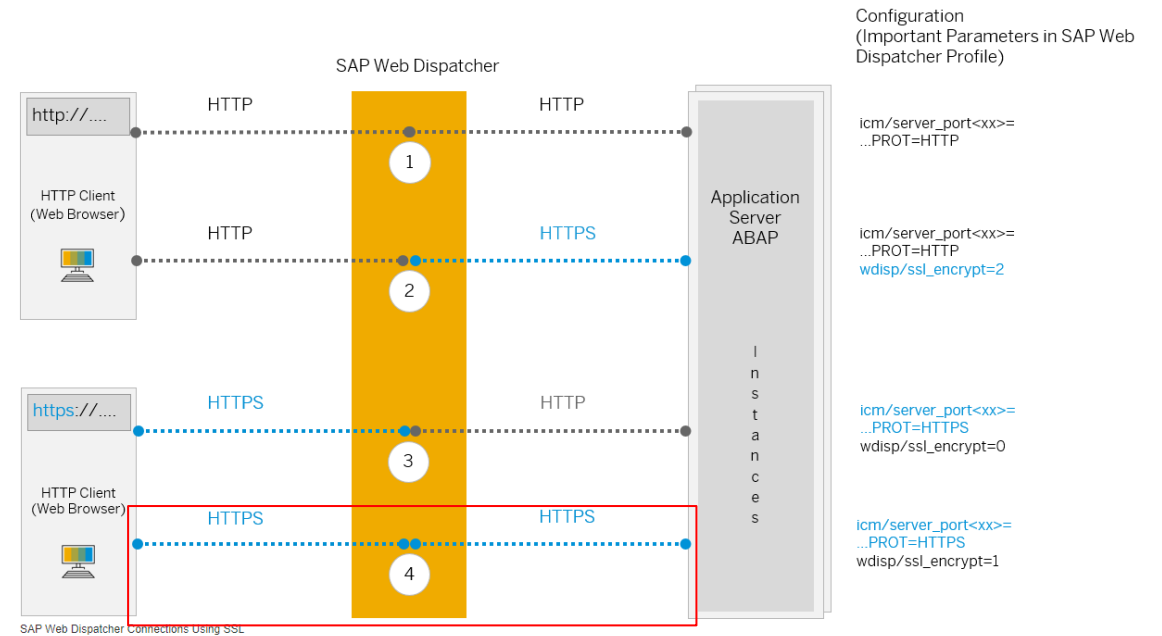 Configuration
(Important Parameters in SAP Web
Dispatcher Profile)
SAP Web Dispatcher
http://....
HTTP
HTTP
icm/server_port<xx>=
...PROT=HTTP
1
HTTP Client
(Web Browser)
Application
Server
ABAP
HTTP
HTTPS
icm/server_port<xx>=
...PROT=HTTP
wdisp/ssl_encrypt=2
2
I
n
s
t
a
n
c
e
s
https://....
HTTPS
HTTP
icm/server_port<xx>=
...PROT=HTTPS
wdisp/ssl_encrypt=0
3
HTTP Client
(Web Browser)
HTTPS
HTTPS
icm/server_port<xx>=
...PROT=HTTPS
wdisp/ssl_encrypt=1
4
SAP Web Dispatcher Connections Using SSL